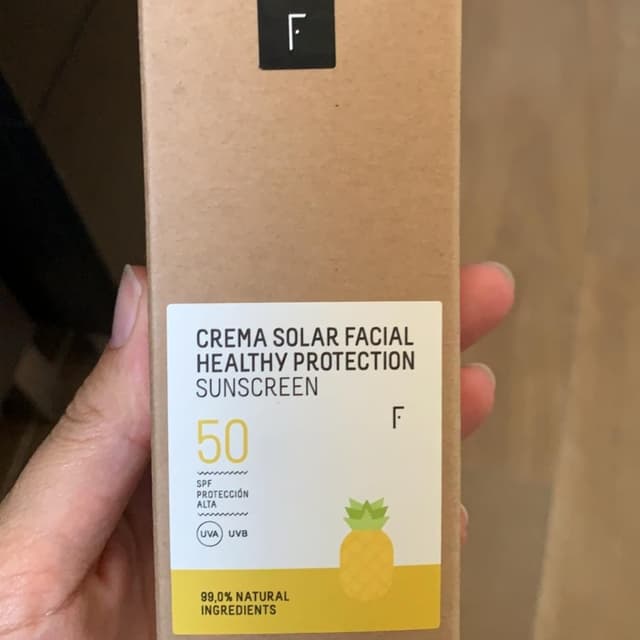 F
CREMA SOLAR FACIAL
HEALTHY PROTECTION
SUNSCREEN
F
50
SPF
PROTECCIÓN
ALTA
UVA UVB
99,0% NATURAL
INGREDIENTS